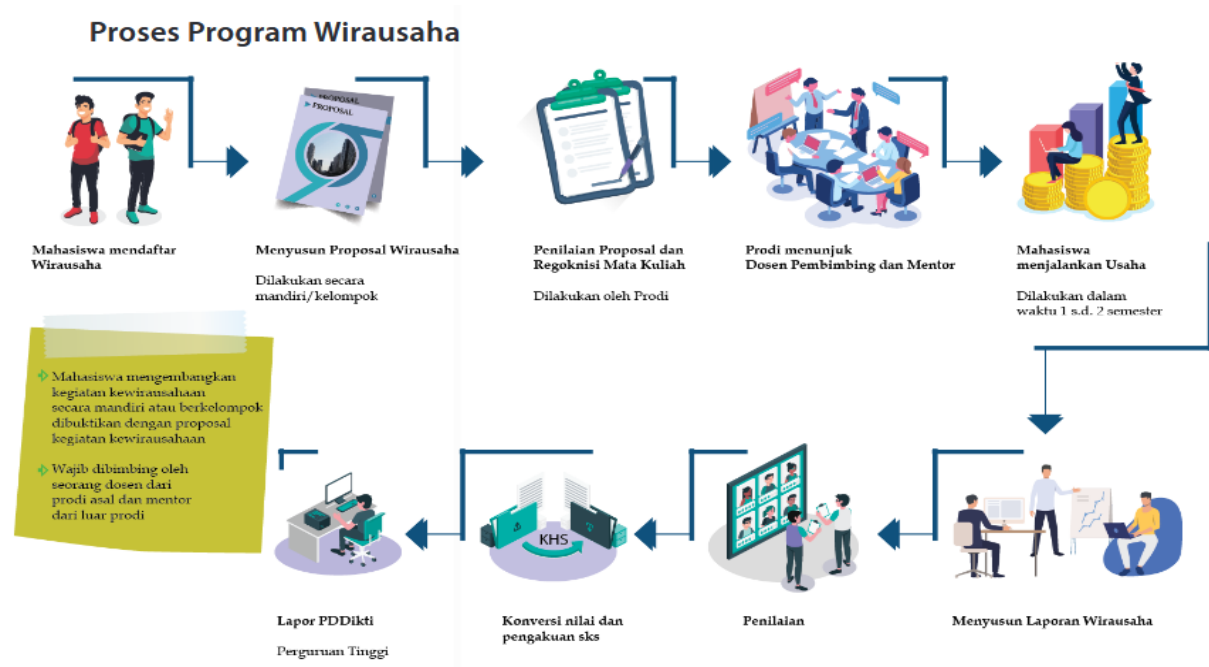 Proses Program Wirausaha
PROPOSAL
PROPOSAL
Mahasiswa mendaftar
Wirausaha
Menyusun Proposal Wirausaha
Dilakukan secara
mandiri/kelompok
Penilaian Proposal dan
Regoknisi Mata Kuliah
Dilakukan oleh Prodi
Prodi menunjuk
Dosen Pembimbing dan Mentor
Mahasiswa
menjalankan Usaha
Dilakukan dalam
waktu 1 s.d. 2 semester
Mahasiswa mengembangkan
kegiatan kewirausahaan
secara mandiri atau berkelompok
dibuktikan dengan proposal
kegiatan kewirausahaan
Wajib dibimbing oleh
seorang dosen dari
prodi asal dan mentor
dari luar prodi
KHS
Lapor PDDikti
Perguruan Tinggi
Konversi nilai dan
pengakuan sks
Penilaian
Menyusun Laporan Wirausaha